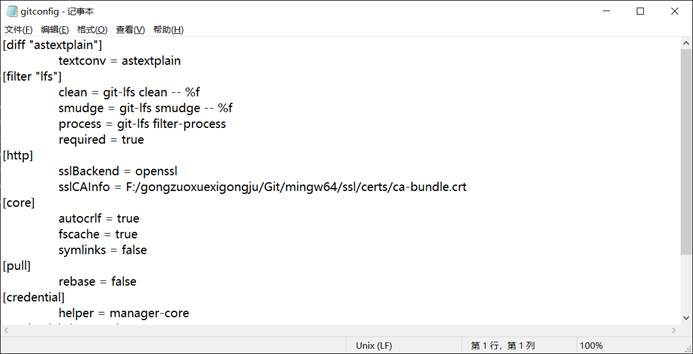 gitconfig - 记事本
文件(F) 编辑(E) 格式(O) 查看(V) 帮助(H)
[diff "astextplain"]
textconv = astextplain
[filter "lfs"]
clean = git-lfs clean -- %f
smudge = git-lfs smudge -- %f
process = git-lfs filter-process
required = true
[http]
sslBackend = openssl
sslCAInfo = F:/gongzuoxuexigongju/Git/mingw64/ssl/certs/ca-bundle.crt
[core]
autocrlf = true
fscache = true
symlinks = false
[pull]
rebase = false
[credential]
helper = manager-core
Unix (LF) 第 1 行，第 1 列 100%